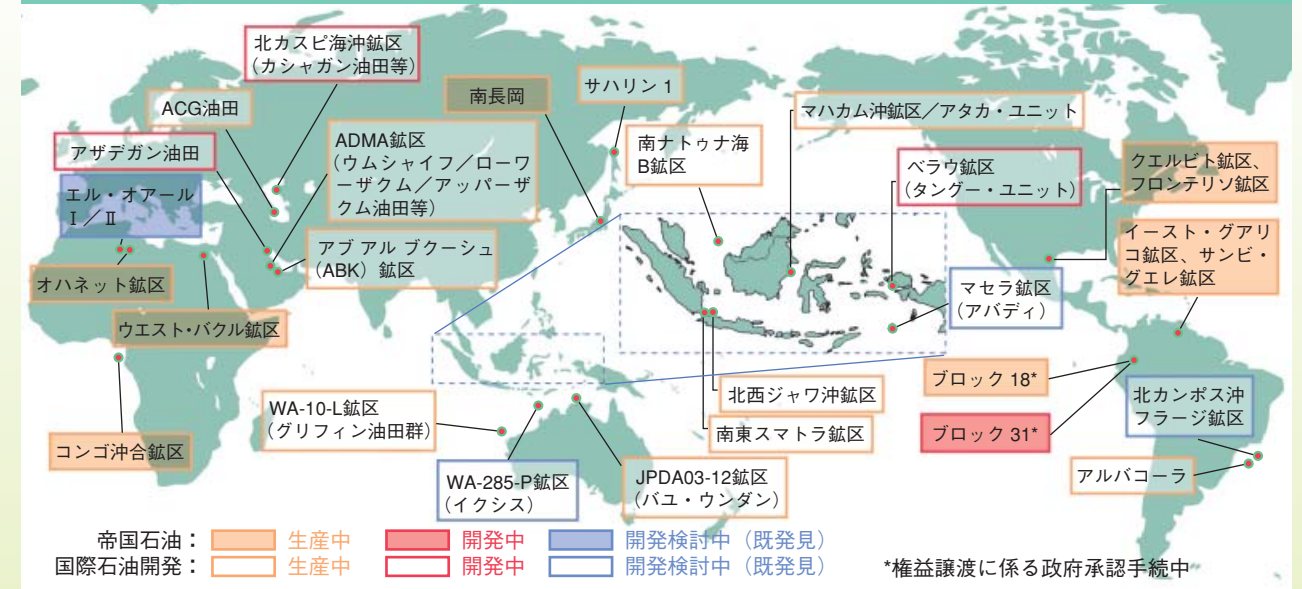 北カスピ海沖鉱区
（カシャガン油田等）
ACG油田
アザデガン油田
エル・オアール
Ⅰ／Ⅱ
オハネット鉱区
ウエスト・バクル鉱区
コンゴ沖合鉱区
ADMA鉱区
（ウムシャイフ／ローワ
ーザクム／アッパーザ
クム油田等）
アブ アル ブクーシュ
（ABK）鉱区
南長岡
サハリン 1
南ナトゥナ海
B鉱区
マハカム沖鉱区／アタカ・ユニット
ベラウ鉱区
（タングー・ユニット）
マセラ鉱区
（アバディ）
クエルビト鉱区、
フロンテリソ鉱区
イースト・グアリ
コ鉱区、サンビ・
グエレ鉱区
WA-10-L鉱区
（グリフィン油田群）
WA-285-P鉱区
（イクシス）
JPDA03-12鉱区
（バユ・ウンダン）
北西ジャワ沖鉱区
南東スマトラ鉱区
ブロック 18*
ブロック 31*
北カンポス沖
フラージ鉱区
アルバコーラ
帝国石油： 生産中 開発中 開発検討中（既発見）
国際石油開発： 生産中 開発中 開発検討中（既発見）
*権益譲渡に係る政府承認手続中